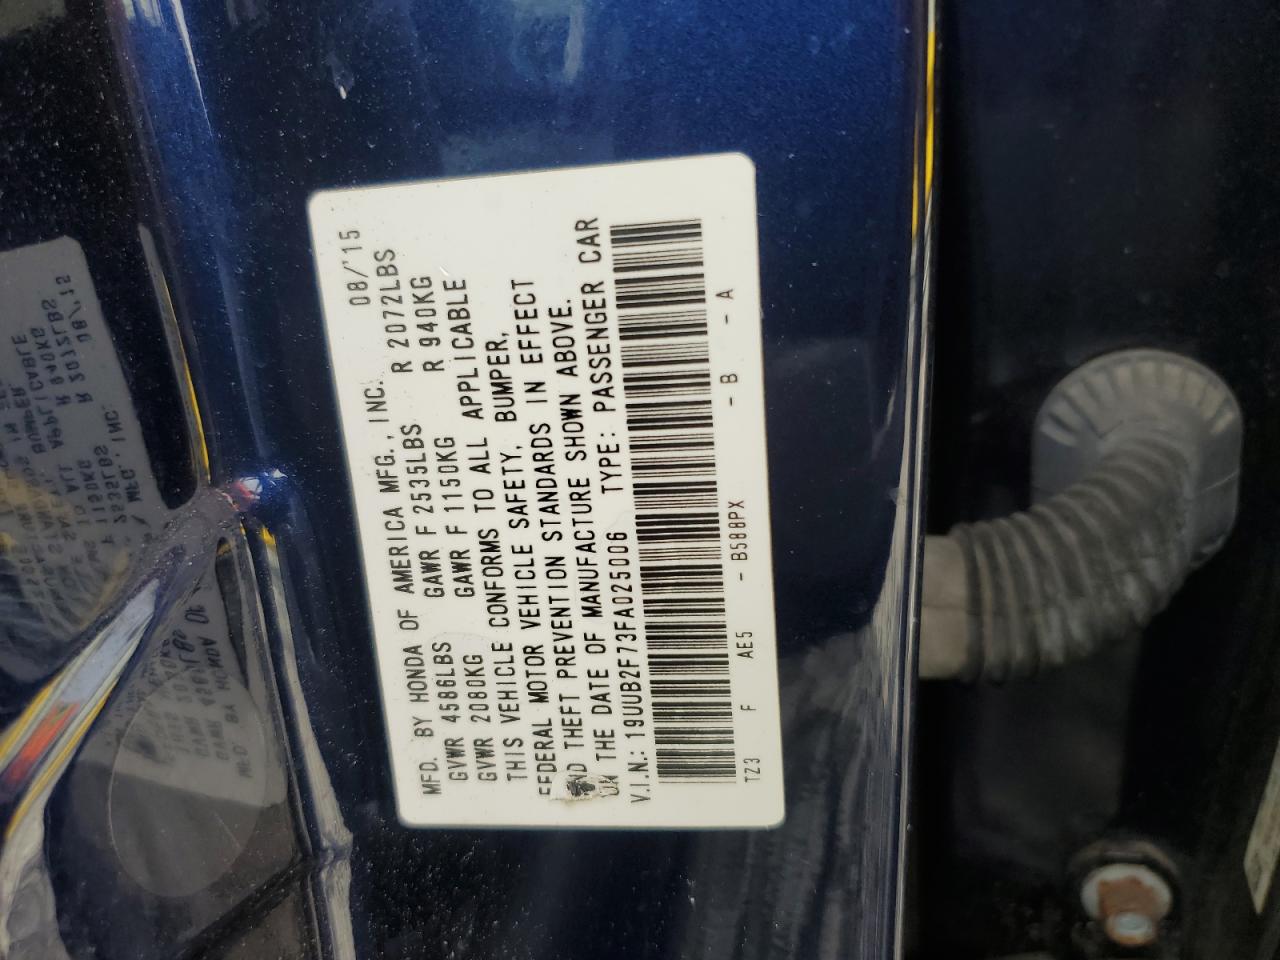 MFD. BY HONDA OF AMERICA MFG., INC. 08/'15
GVWR 4586LBS GAWR F 2535LBS R 2072LBS
GVWR 2080KG GAWR F 1150KG R 940KG
THIS VEHICLE CONFORMS TO ALL APPLICABLE
FEDERAL MOTOR VEHICLE SAFETY, BUMPER,
AND THEFT PREVENTION STANDARDS IN EFFECT
ON THE DATE OF MANUFACTURE SHOWN ABOVE.
V.I.N.: 19UUB2F73FA025006 TYPE: PASSENGER CAR
TZ3 F AE5 - B588PX - B - A